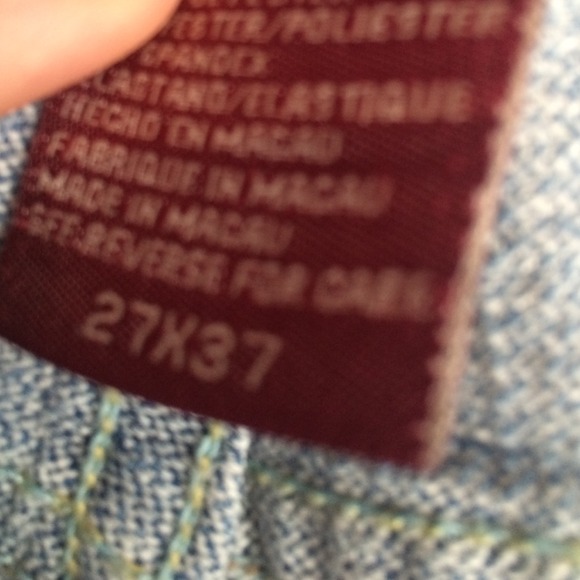 ESTER/POLIESTER
SPANDEX
ELASTANO/ELASTIQUE
HECHO EN MACAU
FABRIQUE IN MACAU
MADE IN MACAU
SEE REVERSE FOR CARE
27X37